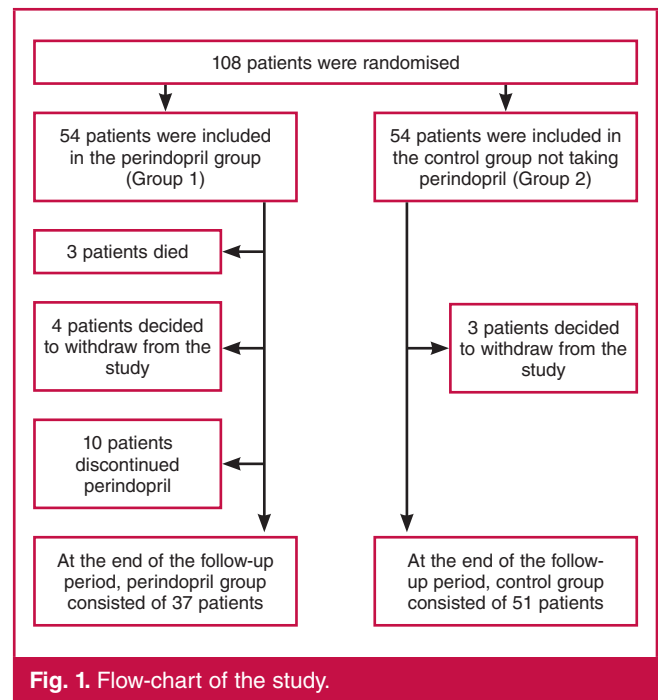 108 patients were randomised
54 patients were included
in the perindopril group
(Group 1)
54 patients were included in
the control group not taking
perindopril (Group 2)
3 patients died
4 patients decided
to withdraw from the
study
3 patients decided
to withdraw from the
study
10 patients
discontinued
perindopril
At the end of the follow-up
period, perindopril group
consisted of 37 patients
At the end of the follow-
up period, control group
consisted of 51 patients
Fig. 1. Flow-chart of the study.